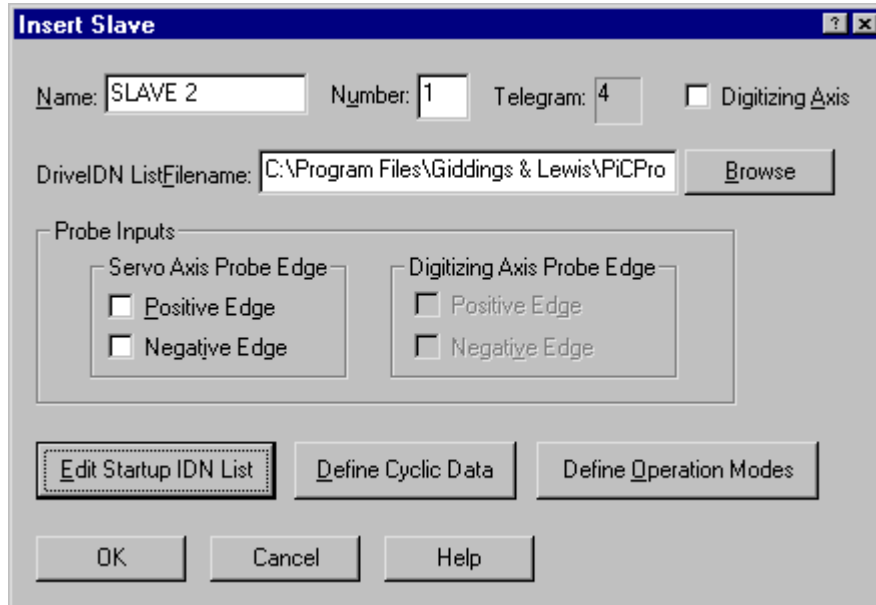 Insert Slave
Name: SLAVE 2 Number: 1 Telegram: 4 Digitizing Axis
DriveIDN ListFilename: C:\Program Files\Giddings & Lewis\PiCPro Browse
Probe Inputs
Servo Axis Probe Edge Digitizing Axis Probe Edge
Positive Edge Positive Edge
Negative Edge Negative Edge
Edit Startup IDN List Define Cyclic Data Define Operation Modes
OK Cancel Help